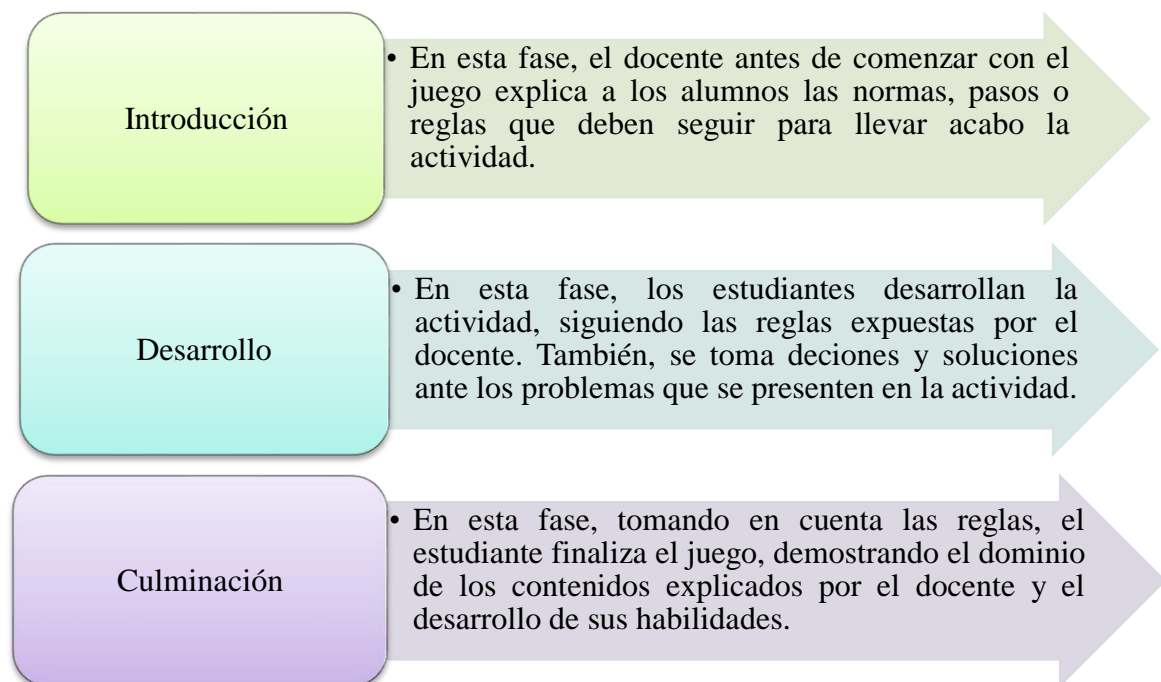 Introducción
• En esta fase, el docente antes de comenzar con el
juego explica a los alumnos las normas, pasos o
reglas que deben seguir para llevar acabo la
actividad.
Desarrollo
• En esta fase, los estudiantes desarrollan la
actividad, siguiendo las reglas expuestas por el
docente. También, se toma deciones y soluciones
ante los problemas que se presenten en la actividad.
Culminación
• En esta fase, tomando en cuenta las reglas, el
estudiante finaliza el juego, demostrando el dominio
de los contenidos explicados por el docente y el
desarrollo de sus habilidades.